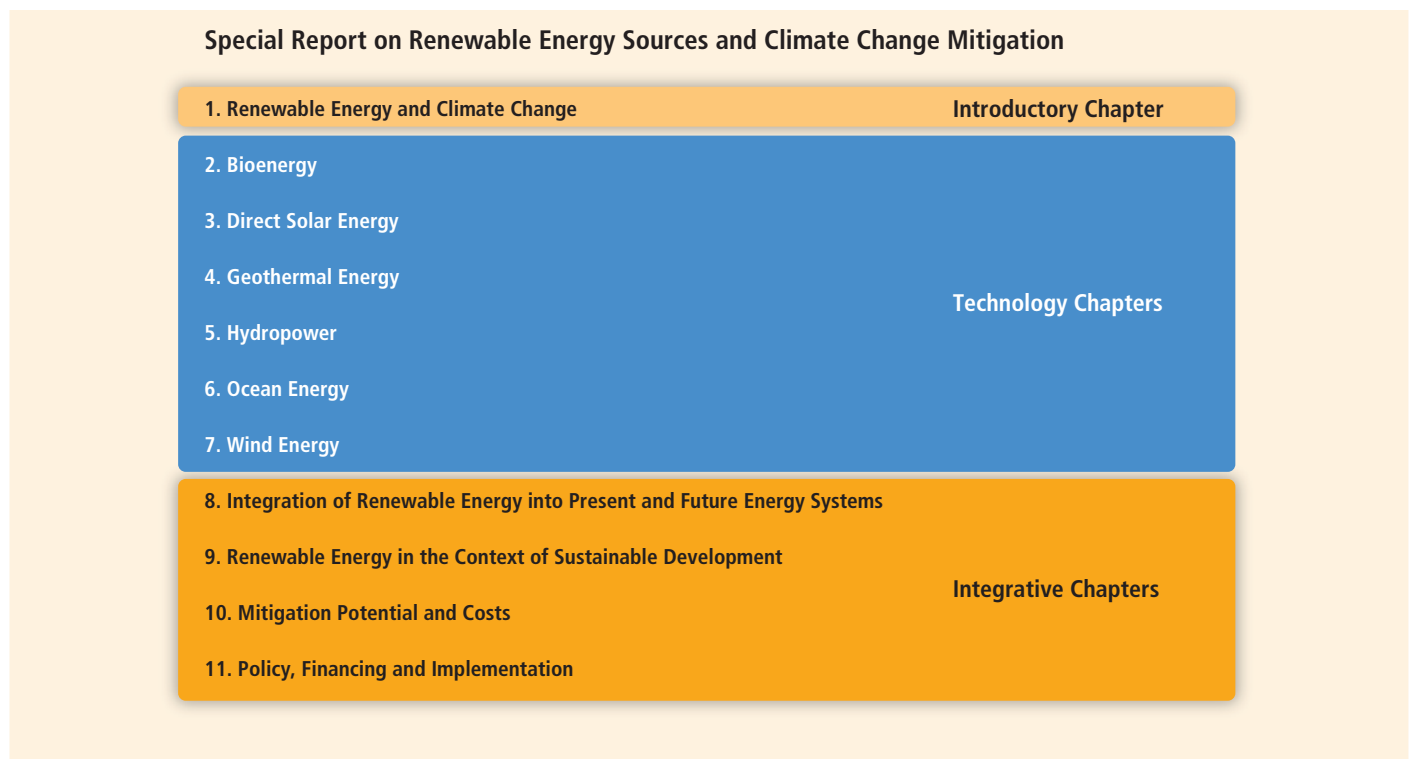 Special Report on Renewable Energy Sources and Climate Change Mitigation
1. Renewable Energy and Climate Change
Introductory Chapter
2. Bioenergy
3. Direct Solar Energy
4. Geothermal Energy
5. Hydropower
6. Ocean Energy
7. Wind Energy
Technology Chapters
8. Integration of Renewable Energy into Present and Future Energy Systems
9. Renewable Energy in the Context of Sustainable Development
10. Mitigation Potential and Costs
11. Policy, Financing and Implementation
Integrative Chapters